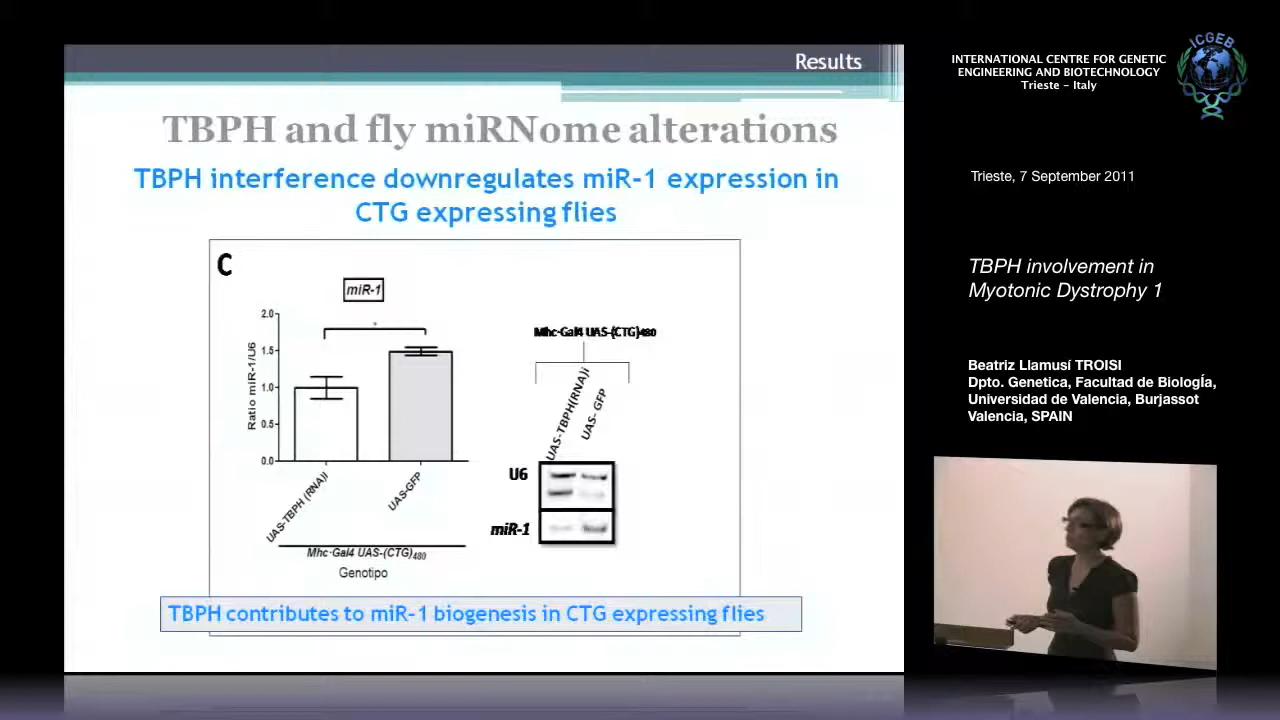 Results
TBPH and fly miRNome alterations
TBPH interference downregulates miR-1 expression in
CTG expressing flies
C
miR-1
2.0
1.5
1.0
0.5
0.0
Ratio miR-1/U6
*
UAS-TBPH (RNA)i
UAS-GFP
Mhc-Gal4 UAS-(CTG)480
Genotipo
Mhc-Gal4 UAS-(CTG)480
UAS-TBPH(RNA)i
UAS- GFP
U6
miR-1
TBPH contributes to miR-1 biogenesis in CTG expressing flies
INTERNATIONAL CENTRE FOR GENETIC
ENGINEERING AND BIOTECHNOLOGY
Trieste – Italy
ICGEB
Trieste, 7 September 2011
TBPH involvement in
Myotonic Dystrophy 1
Beatriz Llamusí TROISI
Dpto. Genetica, Facultad de BiologÍa,
Universidad de Valencia, Burjassot
Valencia, SPAIN